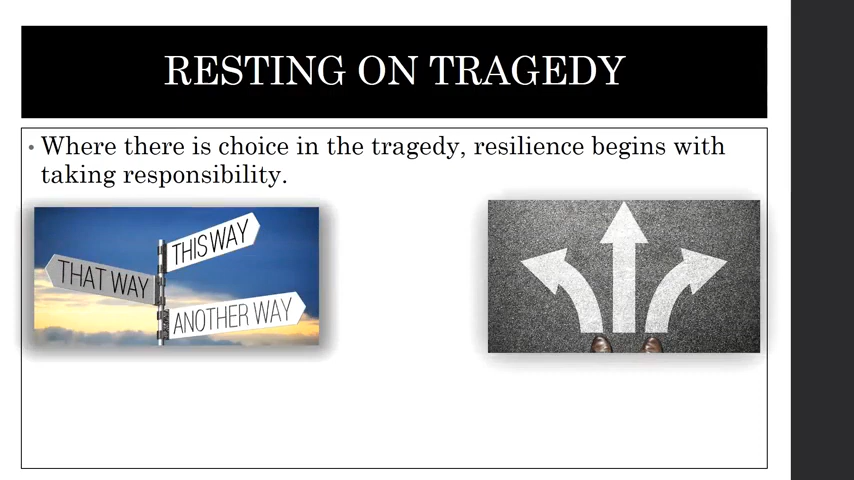 RESTING ON TRAGEDY
• Where there is choice in the tragedy, resilience begins with
taking responsibility.
THIS WAY
THAT WAY
ANOTHER WAY